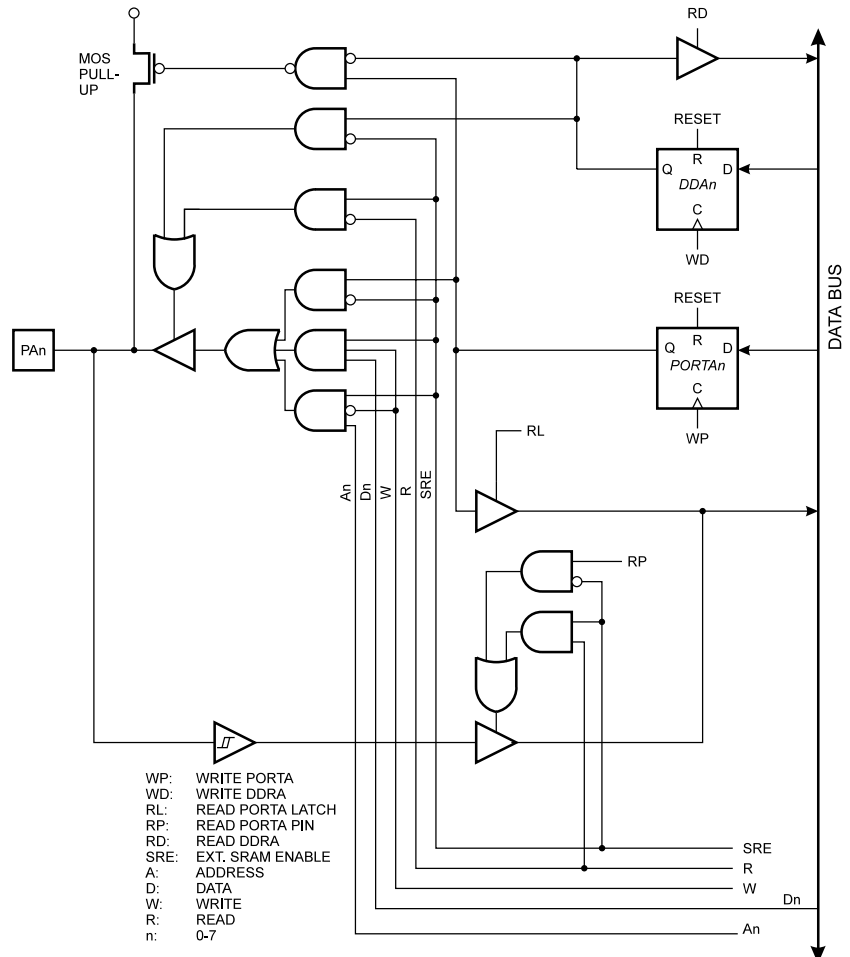 RD
MOS
PULL-
UP
RESET
R
Q
D
DDAn
C
WD
RESET
R
Q
D
PORTAn
C
WP
DATA BUS
PAn
RL
An
Dn
W
R
SRE
RP
WP: WRITE PORTA
WD: WRITE DDRA
RL: READ PORTA LATCH
RP: READ PORTA PIN
RD: READ DDRA
SRE: EXT. SRAM ENABLE
A: ADDRESS
D: DATA
W: WRITE
R: READ
n: 0-7
SRE
R
W
Dn
An